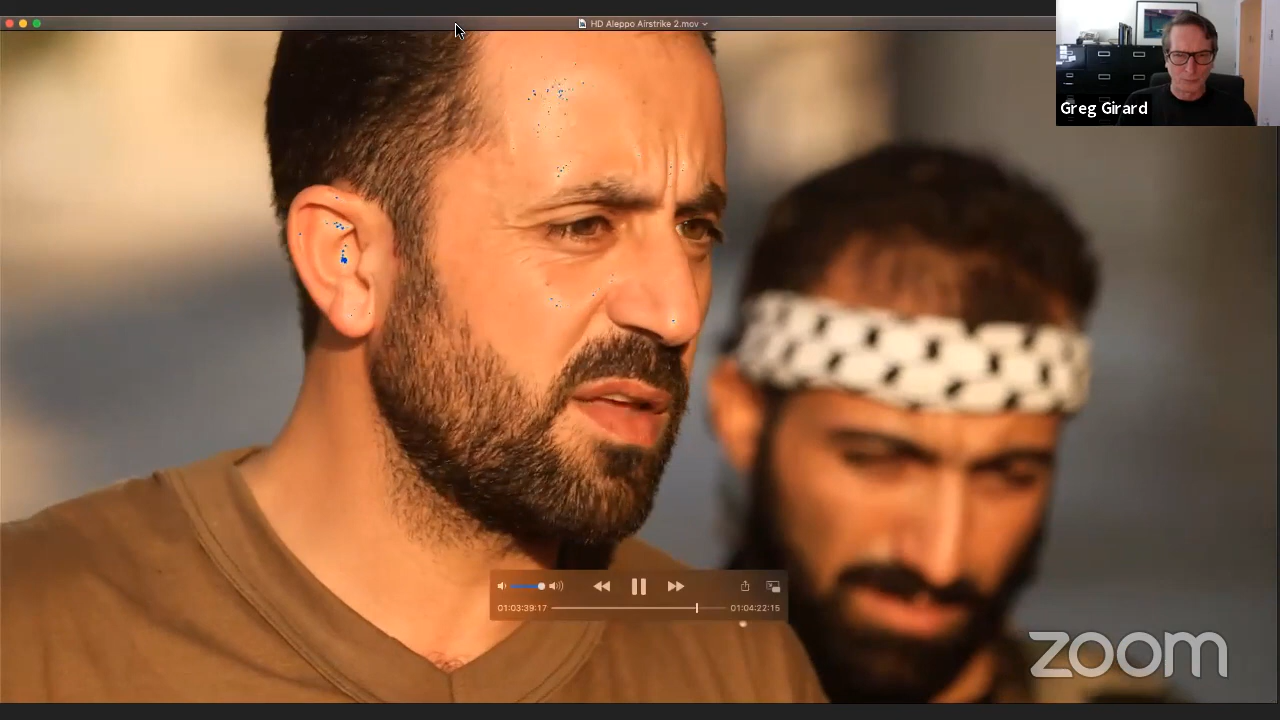 HD Aleppo Airstrike 2.mov
Greg Girard
01:03:39:17
01:04:22:15
zoom